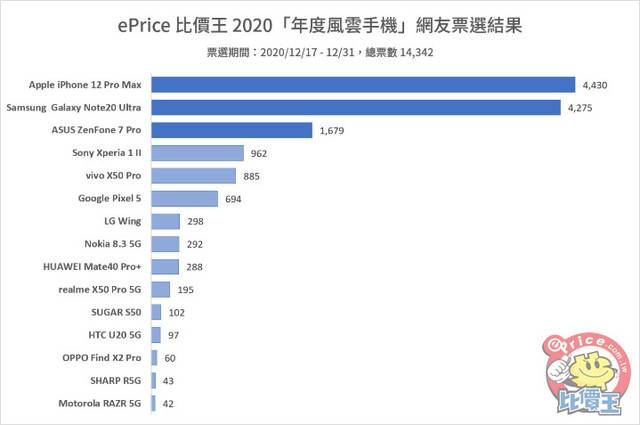 ePrice 比價王 2020「年度風雲手機」網友票選結果
票選期間：2020/12/17 - 12/31，總票數 14,342
Apple iPhone 12 Pro Max 4,430
Samsung Galaxy Note20 Ultra 4,275
ASUS ZenFone 7 Pro 1,679
Sony Xperia 1 II 962
vivo X50 Pro 885
Google Pixel 5 694
LG Wing 298
Nokia 8.3 5G 292
HUAWEI Mate40 Pro+ 288
realme X50 Pro 5G 195
SUGAR S50 102
HTC U20 5G 97
OPPO Find X2 Pro 60
SHARP R5G 43
Motorola RAZR 5G 42
ePrice.com.tw
比價王